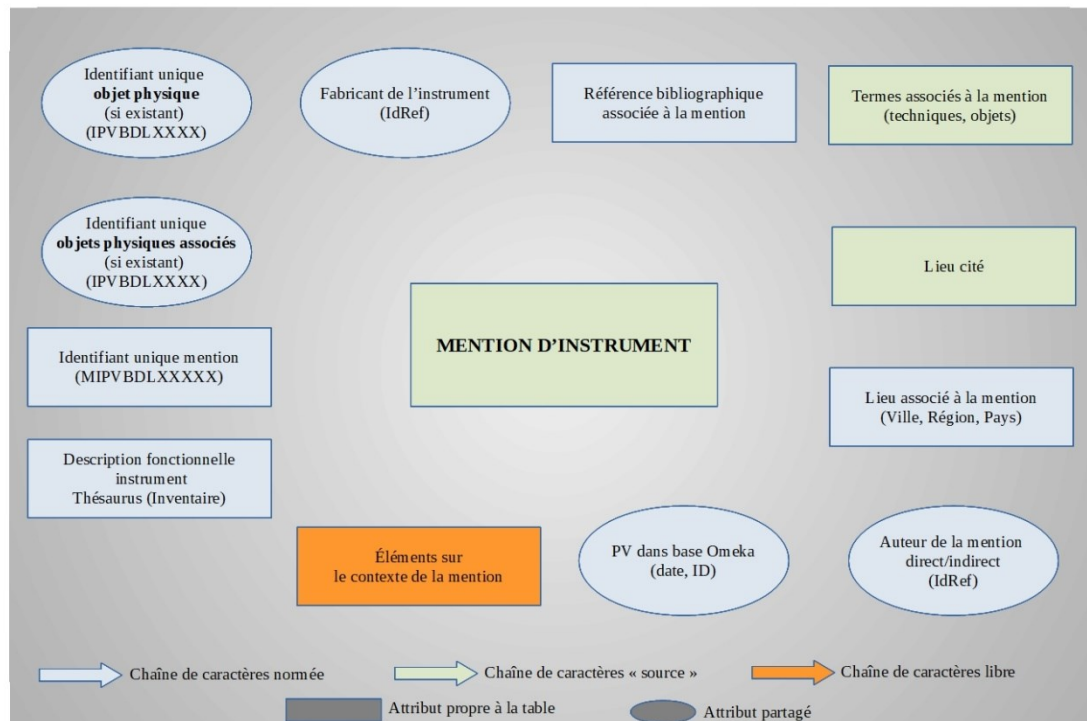 Identifiant unique
objet physique
(si existant)
(IPVBDLXXXX)
Fabricant de l'instrument
(IdRef)
Référence bibliographique
associée à la mention
Termes associés à la mention
(techniques, objets)
Identifiant unique
objets physiques associés
(si existant)
(IPVBDLXXXX)
Lieu cité
MENTION D'INSTRUMENT
Identifiant unique mention
(MIPVBDLXXXXX)
Lieu associé à la mention
(Ville, Région, Pays)
Description fonctionnelle
instrument
Thésaurus (Inventaire)
Éléments sur
le contexte de la mention
PV dans base Omeka
(date, ID)
Auteur de la mention
direct/indirect
(IdRef)
Chaîne de caractères normée
Chaîne de caractères « source »
Chaîne de caractères libre
Attribut propre à la table
Attribut partagé